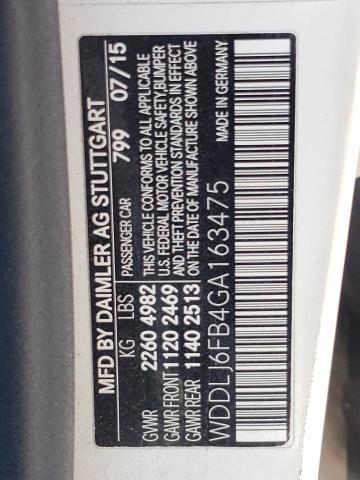 MFD BY DAIMLER AG STUTTGART
KG LBS PASSENGER CAR 799 07/15
GVWR 2260 4982 THIS VEHICLE CONFORMS TO ALL APPLICABLE
GAWR FRONT 1120 2469 U.S. FEDERAL MOTOR VEHICLE SAFETY,BUMPER
GAWR REAR 1140 2513 AND THEFT PREVENTION STANDARDS IN EFFECT
ON THE DATE OF MANUFACTURE SHOWN ABOVE
WDDLJ6FB4GA163475 MADE IN GERMANY